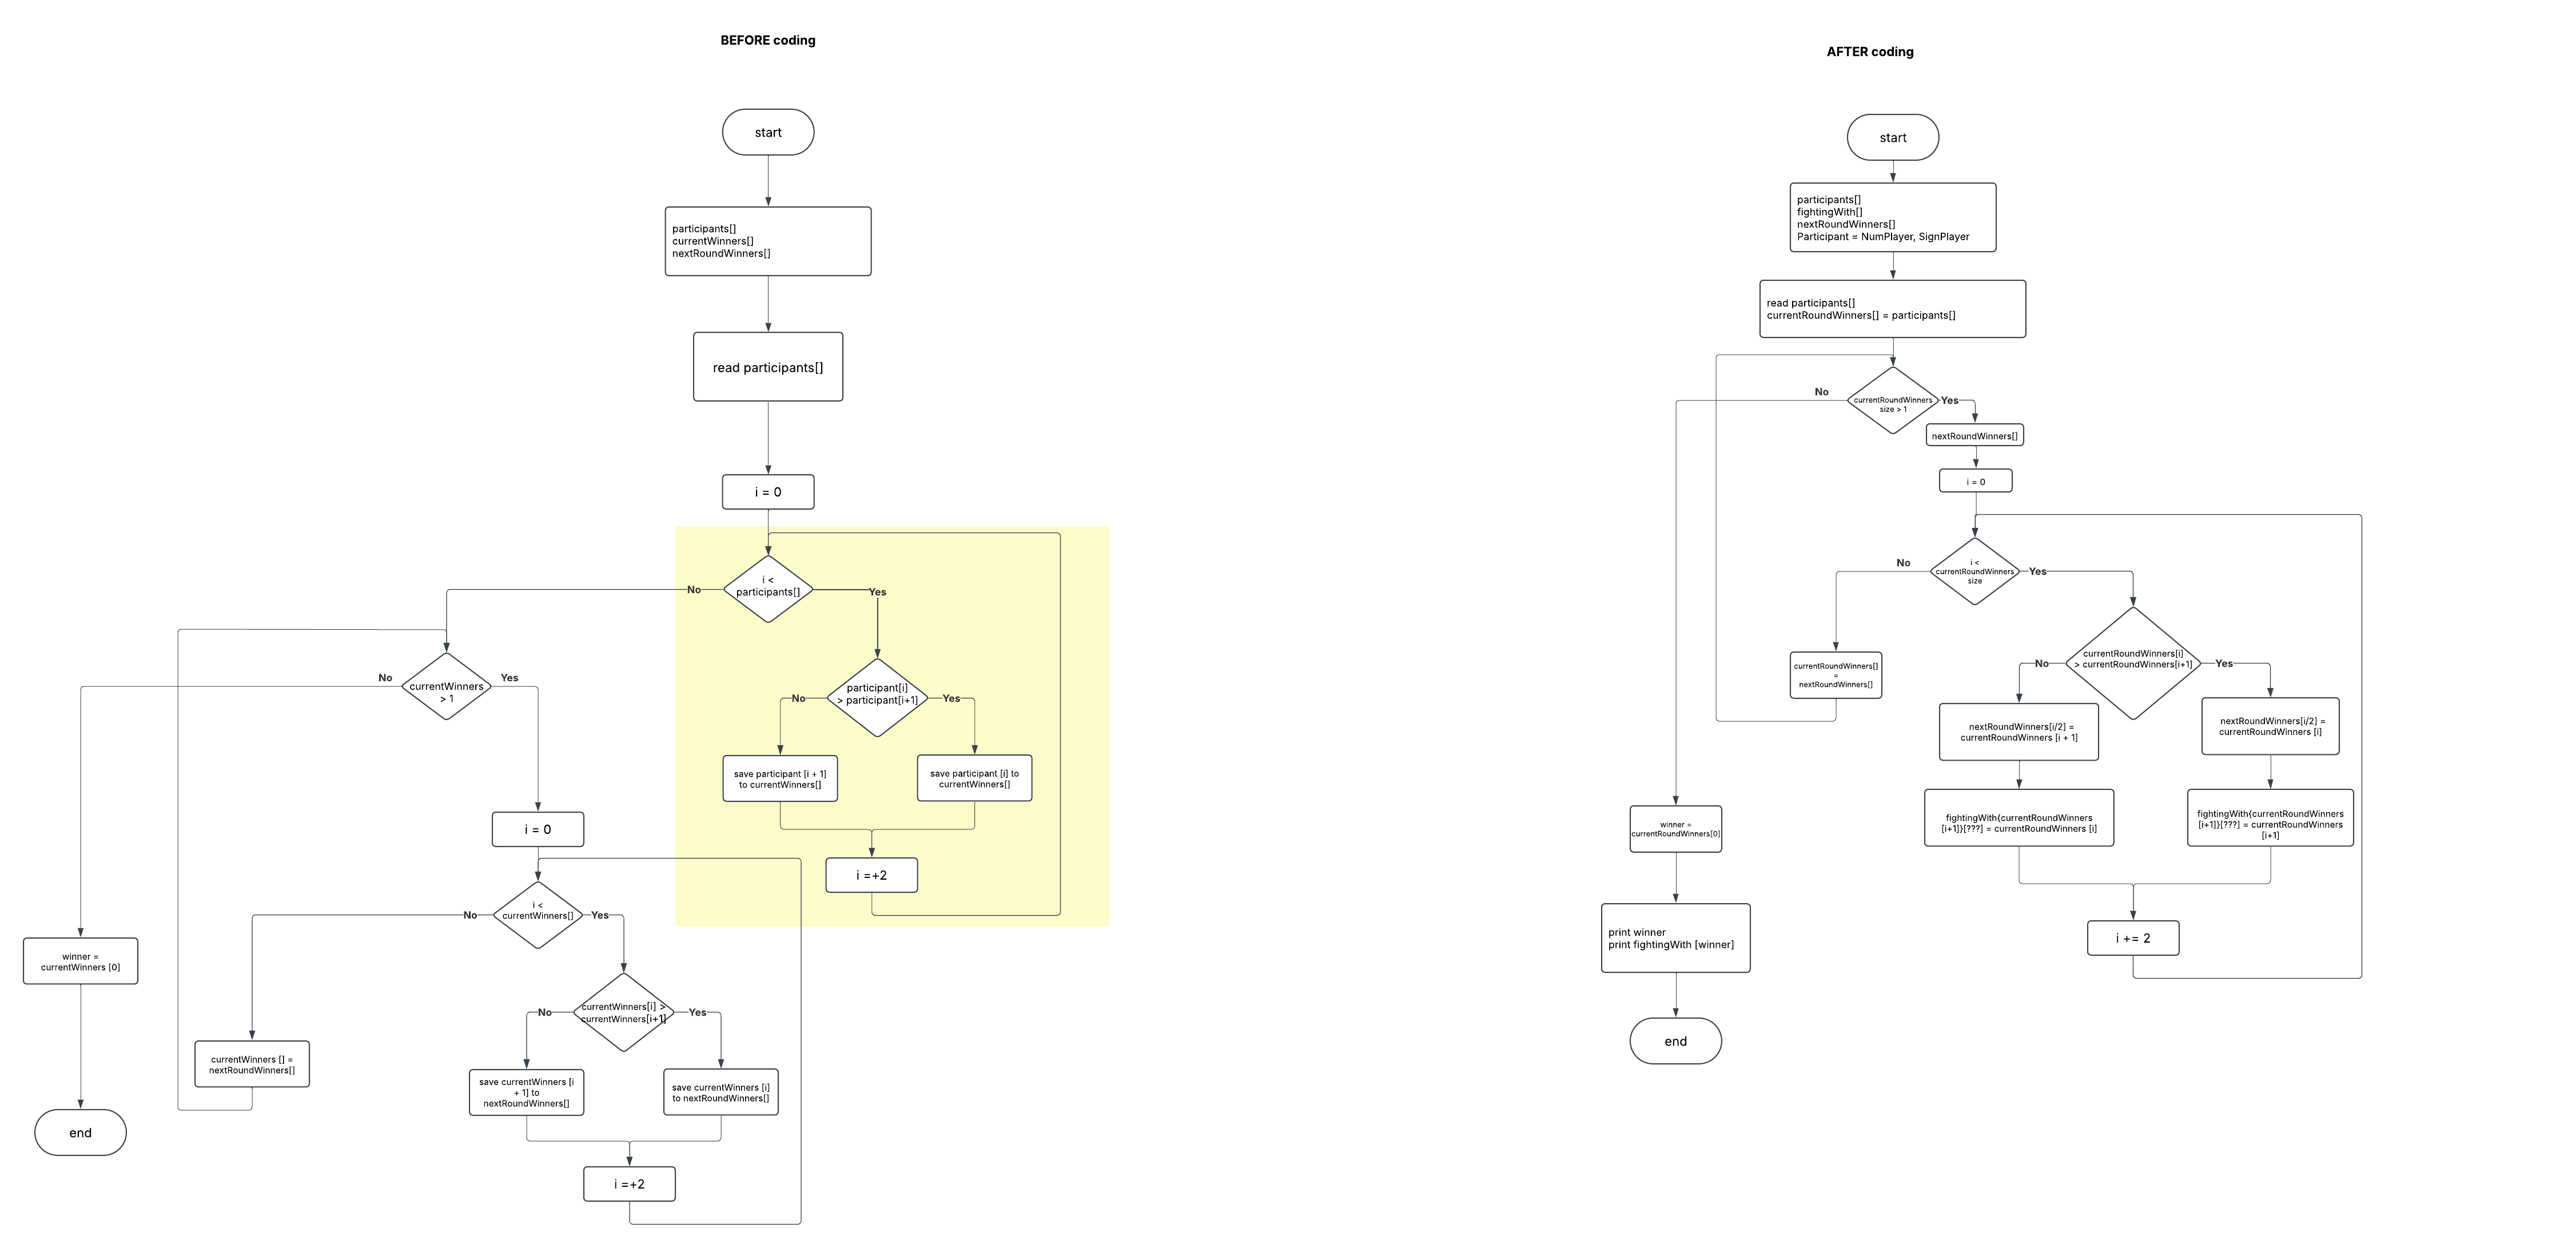 BEFORE coding
start
participants[]
currentWinners[]
nextRoundWinners[]
read participants[]
i = 0
i <
participants[]
No
Yes
participant[i]
> participant[i+1]
No
Yes
save participant [i + 1]
to currentWinners[]
save participant [i] to
currentWinners[]
i =+2
currentWinners
> 1
No
Yes
i = 0
i <
currentWinners[]
No
Yes
winner =
currentWinners [0]
end
currentWinners [] =
nextRoundWinners[]
currentWinners[i] >
currentWinners[i+1]
No
Yes
save currentWinners [i
+ 1] to
nextRoundWinners[]
save currentWinners [i]
to nextRoundWinners[]
i =+2
AFTER coding
start
participants[]
fightingWith[]
nextRoundWinners[]
Participant = NumPlayer, SignPlayer
read participants[]
currentRoundWinners[] = participants[]
currentRoundWinners
size > 1
No
Yes
nextRoundWinners[]
i = 0
i <
currentRoundWinners
size
No
Yes
currentRoundWinners[]
=
nextRoundWinners[]
currentRoundWinners[i]
> currentRoundWinners[i+1]
No
Yes
nextRoundWinners[i/2] =
currentRoundWinners [i + 1]
nextRoundWinners[i/2] =
currentRoundWinners [i]
fightingWith{currentRoundWinners
[i+1]}[???] = currentRoundWinners [i]
fightingWith{currentRoundWinners
[i+1]}[???] = currentRoundWinners
[i+1]
i += 2
winner =
currentRoundWinners[0]
print winner
print fightingWith [winner]
end